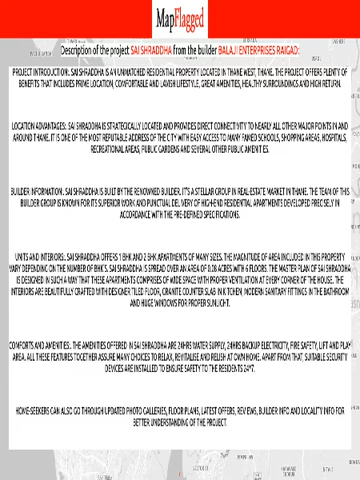 MapFlagged
Description of the project SAI SHRADDHA from the builder BALAJI ENTERPRISES RAIGAD:
PROJECT INTRODUCTION: SAI SHRADDHA IS AN UNMATCHED RESIDENTIAL PROPERTY LOCATED IN THANE WEST, THANE. THE PROJECT OFFERS PLENTY OF
BENEFITS THAT INCLUDES PRIME LOCATION, COMFORTABLE AND LAVISH LIFESTYLE, GREAT AMENITIES, HEALTHY SURROUNDINGS AND HIGH RETURN.
LOCATION ADVANTAGES: SAI SHRADDHA IS STRATEGICALLY LOCATED AND PROVIDES DIRECT CONNECTIVITY TO NEARLY ALL OTHER MAJOR POINTS IN AND
AROUND THANE. IT IS ONE OF THE MOST REPUTABLE ADDRESS OF THE CITY WITH EASY ACCESS TO MANY FAMED SCHOOLS, SHOPPING AREAS, HOSPITALS,
RECREATIONAL AREAS, PUBLIC GARDENS AND SEVERAL OTHER PUBLIC AMENITIES.
BUILDER INFORMATION: SAI SHRADDHA IS BUILT BY THE RENOWNED BUILDER. IT'S A STELLAR GROUP IN REAL-ESTATE MARKET IN THANE. THE TEAM OF THIS
BUILDER GROUP IS KNOWN FOR ITS SUPERIOR WORK AND PUNCTUAL DELIVERY OF HIGH-END RESIDENTIAL APARTMENTS DEVELOPED PRECISELY IN
ACCORDANCE WITH THE PRE-DEFINED SPECIFICATIONS.
UNITS AND INTERIORS: SAI SHRADDHA OFFERS 1 BHK AND 2 BHK APARTMENTS OF MANY SIZES. THE MAGNITUDE OF AREA INCLUDED IN THIS PROPERTY
VARY DEPENDING ON THE NUMBER OF BHK'S. SAI SHRADDHA IS SPREAD OVER AN AREA OF 0.06 ACRES WITH 6 FLOORS. THE MASTER PLAN OF SAI SHRADDHA
IS DESIGNED IN SUCH A WAY THAT THESE APARTMENTS COMPRISES OF WIDE SPACE WITH PROPER VENTILATION AT EVERY CORNER OF THE HOUSE. THE
INTERIORS ARE BEAUTIFULLY CRAFTED WITH DESIGNER TILED FLOOR, GRANITE COUNTER SLAB IN KITCHEN, MODERN SANITARY FITTINGS IN THE BATHROOM
AND HUGE WINDOWS FOR PROPER SUNLIGHT.
COMFORTS AND AMENITIES: THE AMENITIES OFFERED IN SAI SHRADDHA ARE 24HRS WATER SUPPLY, 24HRS BACKUP ELECTRICITY, FIRE SAFETY, LIFT AND PLAY
AREA. ALL THESE FEATURES TOGETHER ASSURE MANY CHOICES TO RELAX, REVITALISE AND RELISH AT OWN HOME. APART FROM THAT, SUITABLE SECURITY
DEVICES ARE INSTALLED TO ENSURE SAFETY TO THE RESIDENTS 24*7.
HOME-SEEKERS CAN ALSO GO THROUGH UPDATED PHOTO GALLERIES, FLOOR PLANS, LATEST OFFERS, REVIEWS, BUILDER INFO AND LOCALITY INFO FOR
BETTER UNDERSTANDING OF THE PROJECT.